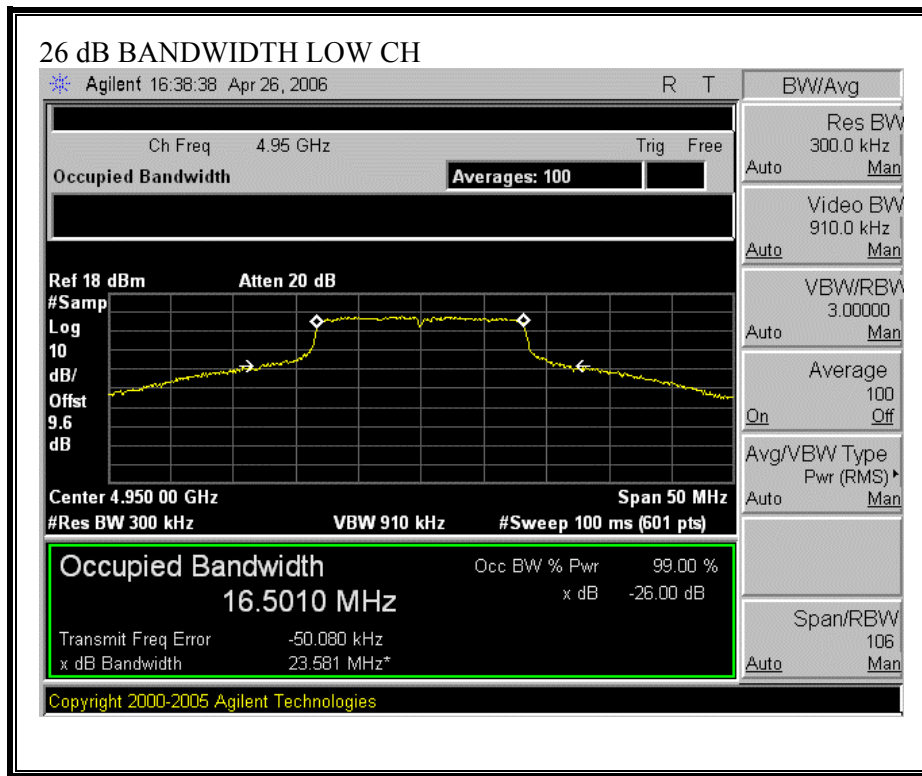 26 dB BANDWIDTH LOW CH
Agilent 16:38:38 Apr 26, 2006 R T BW/Avg
Ch Freq 4.95 GHz Trig Free
Occupied Bandwidth Averages: 100
Res BW
300.0 kHz
Auto Man
Video BW
910.0 kHz
Auto Man
VBW/RBW
3.00000
Auto Man
Average
100
On Off
Avg/VBW Type
Pwr (RMS)
Auto Man
Span/RBW
106
Auto Man
Ref 18 dBm Atten 20 dB
#Samp
Log
10
dB/
Offst
9.6
dB
Center 4.950 00 GHz Span 50 MHz
#Res BW 300 kHz VBW 910 kHz #Sweep 100 ms (601 pts)
Occupied Bandwidth Occ BW % Pwr 99.00 %
16.5010 MHz x dB -26.00 dB
Transmit Freq Error -50.080 kHz
x dB Bandwidth 23.581 MHz*
Copyright 2000-2005 Agilent Technologies